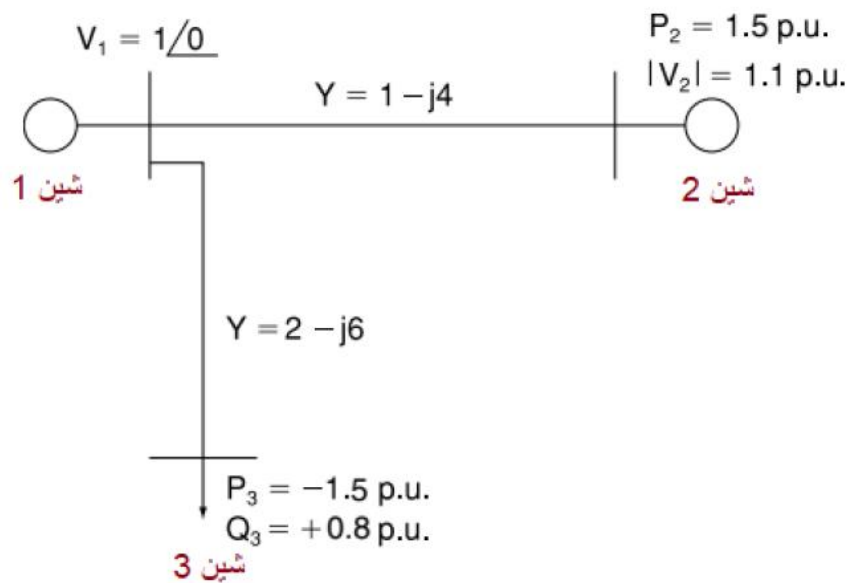 V₁ = 1/0
P₂ = 1.5 p.u.
|V₂| = 1.1 p.u.
Y = 1 – j4
شین 1
شین 2
Y = 2 – j6
P₃ = –1.5 p.u.
Q₃ = +0.8 p.u.
شین 3